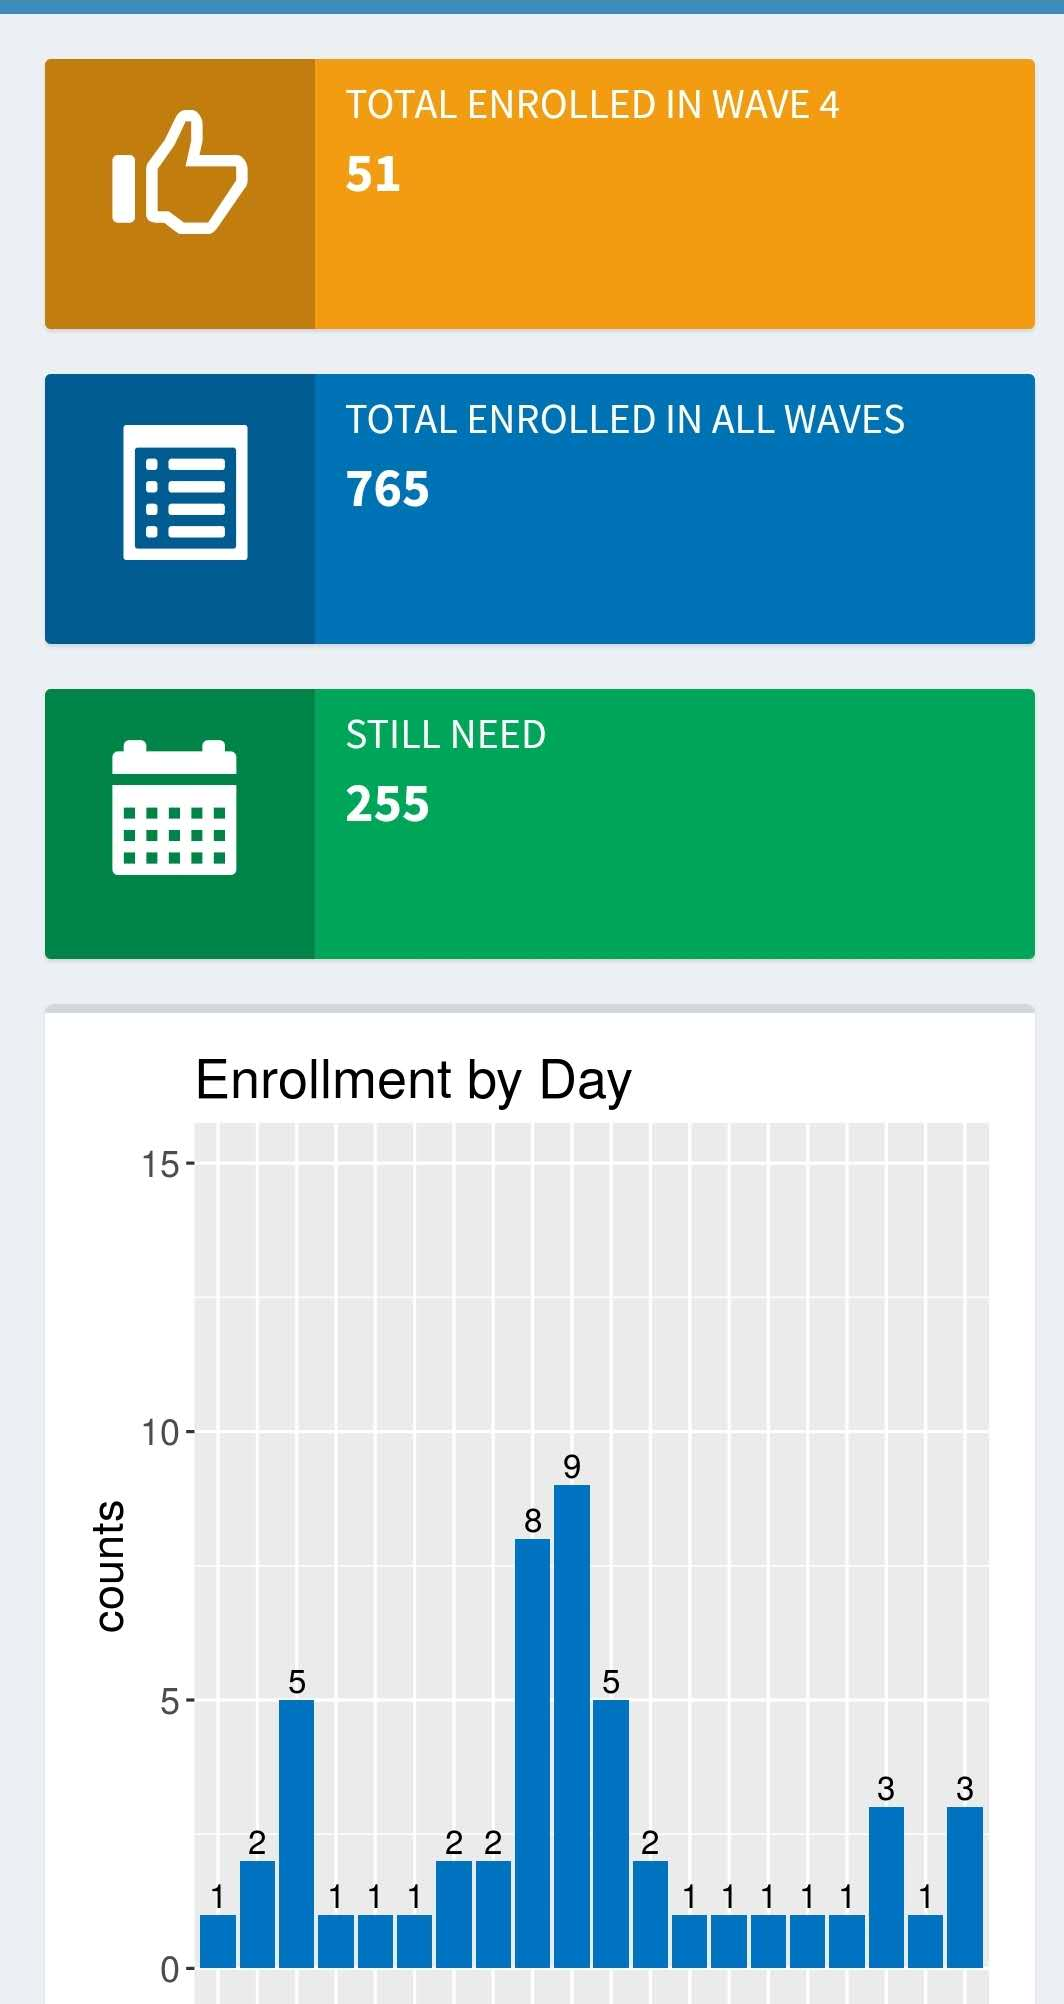 TOTAL ENROLLED IN WAVE 4
51
TOTAL ENROLLED IN ALL WAVES
765
STILL NEED
255
Enrollment by Day
15
10
5
0
counts
1 2 5 1 1 1 2 2 8 9 5 2 1 1 1 1 1 3 1 3